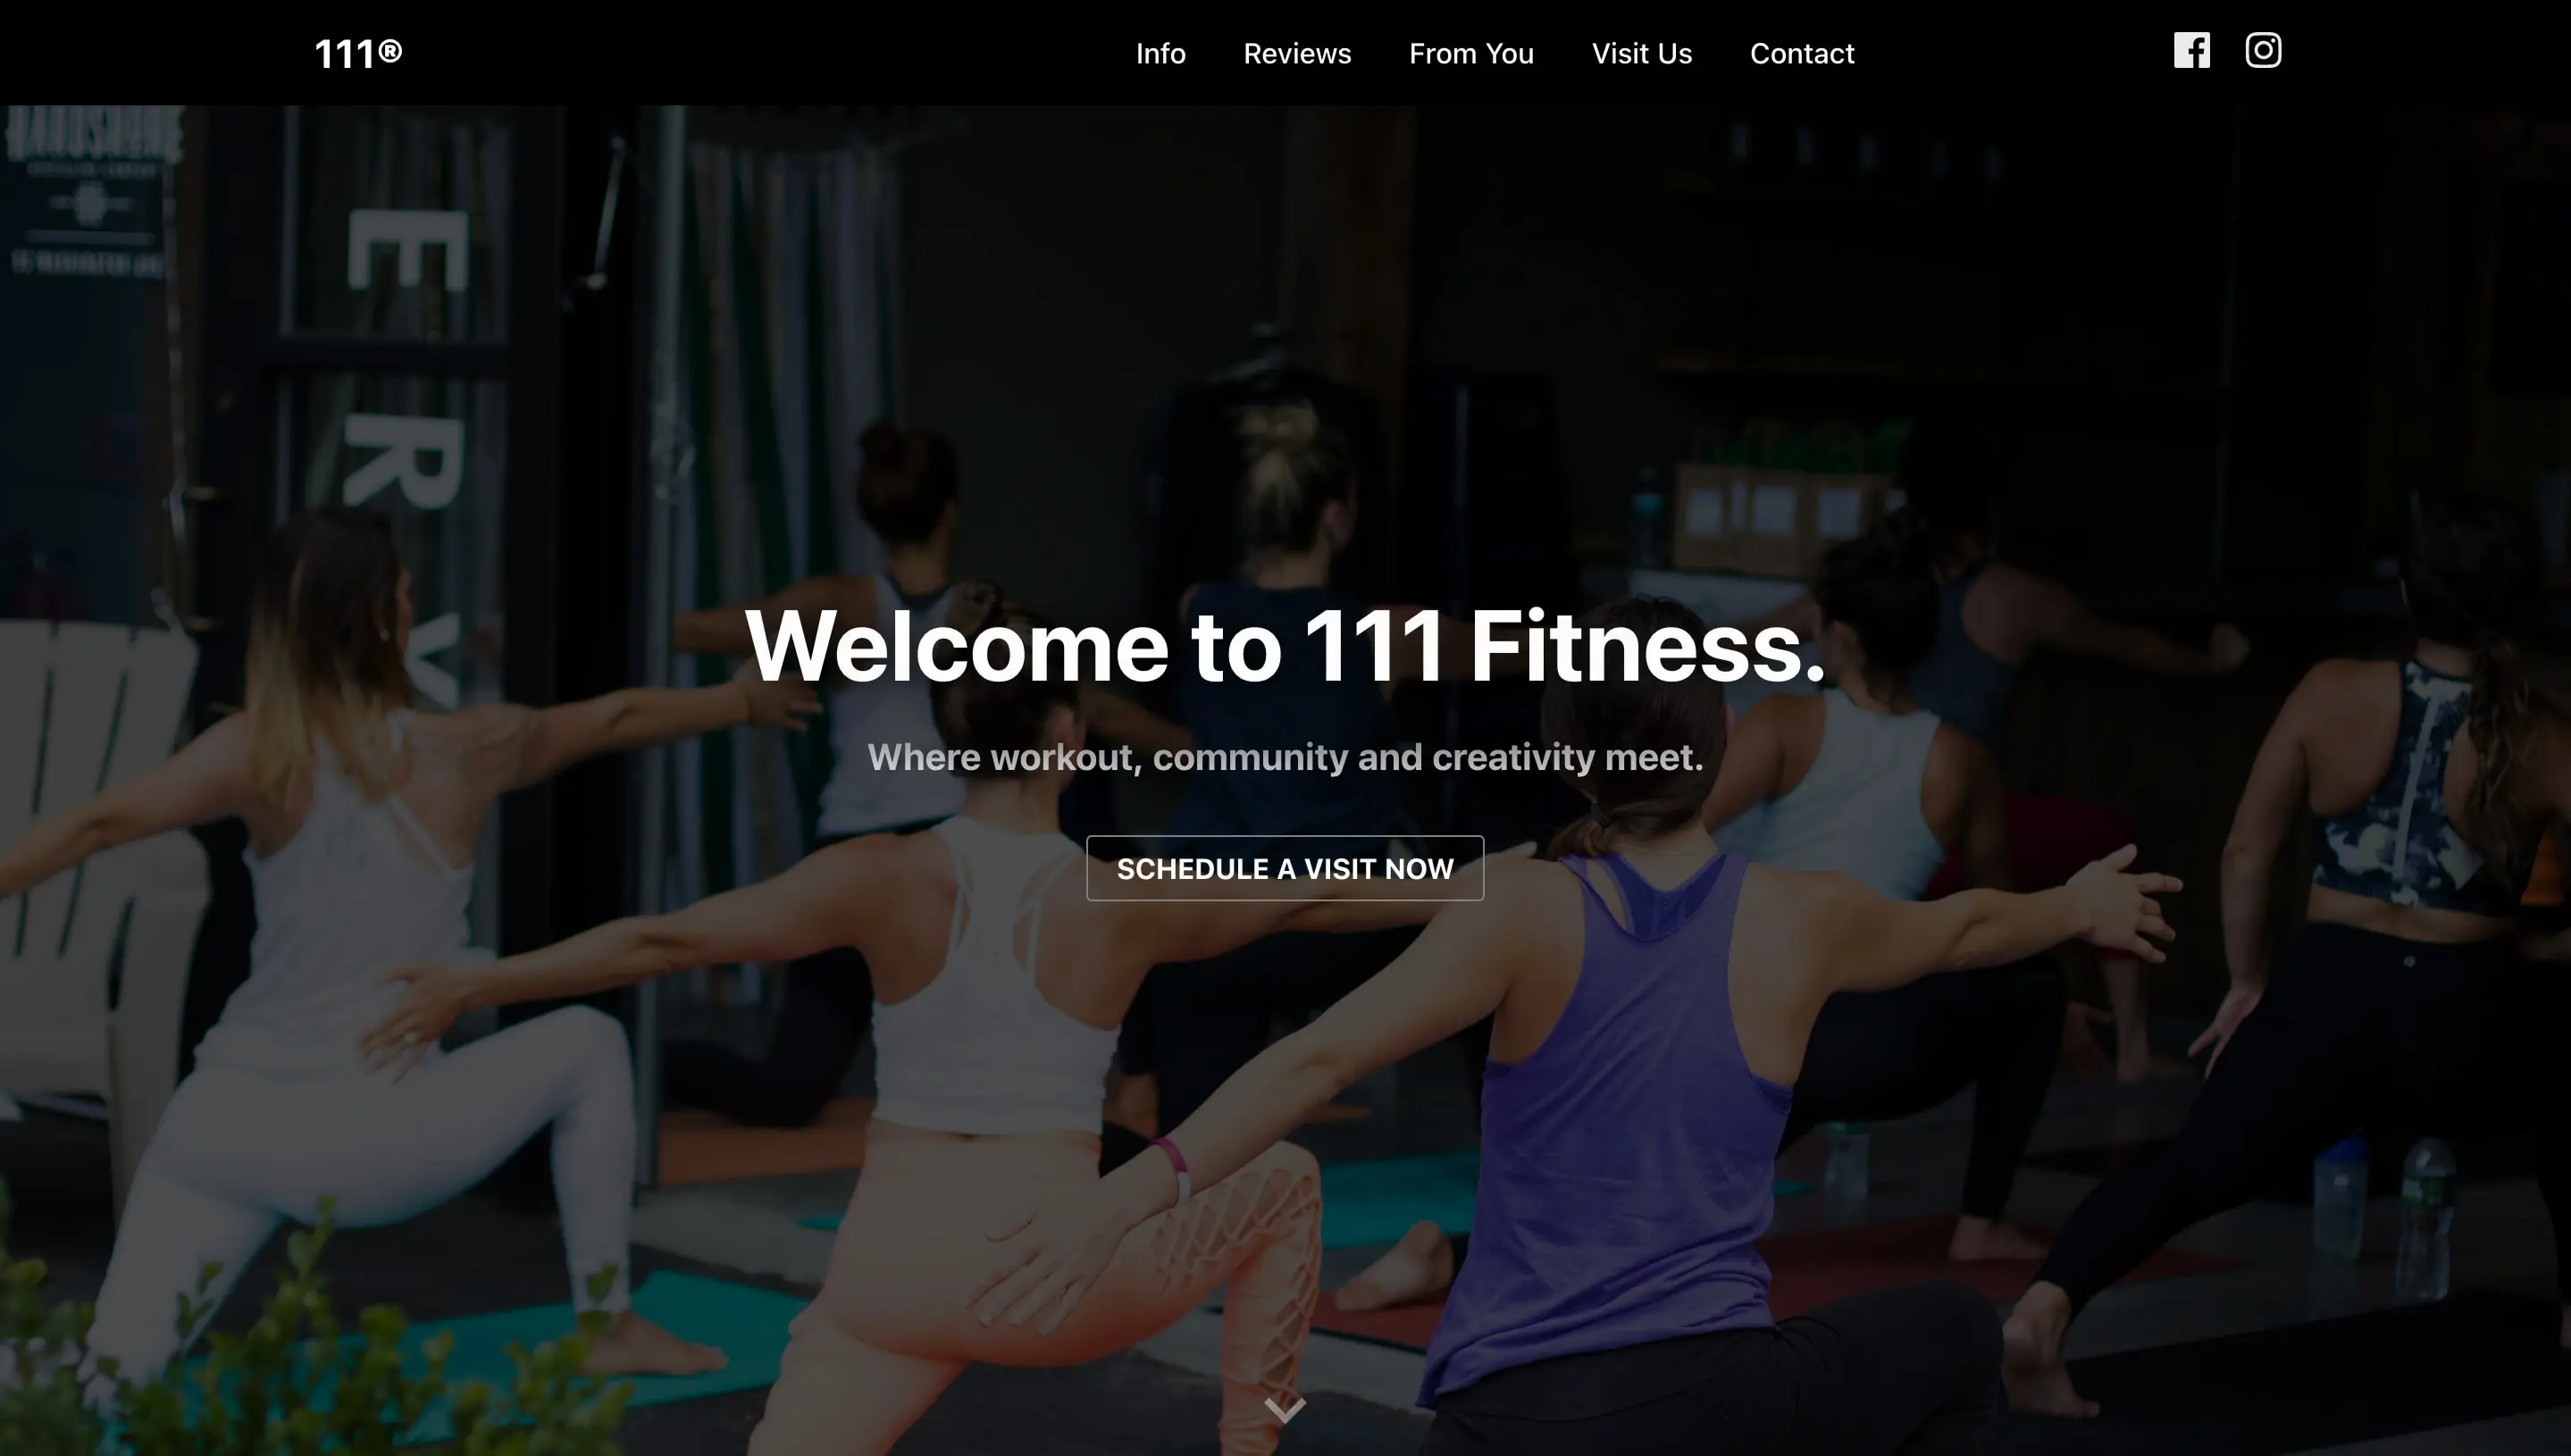 111®
Info
Reviews
From You
Visit Us
Contact
E
R
V
Welcome to 111 Fitness.
Where workout, community and creativity meet.
SCHEDULE A VISIT NOW